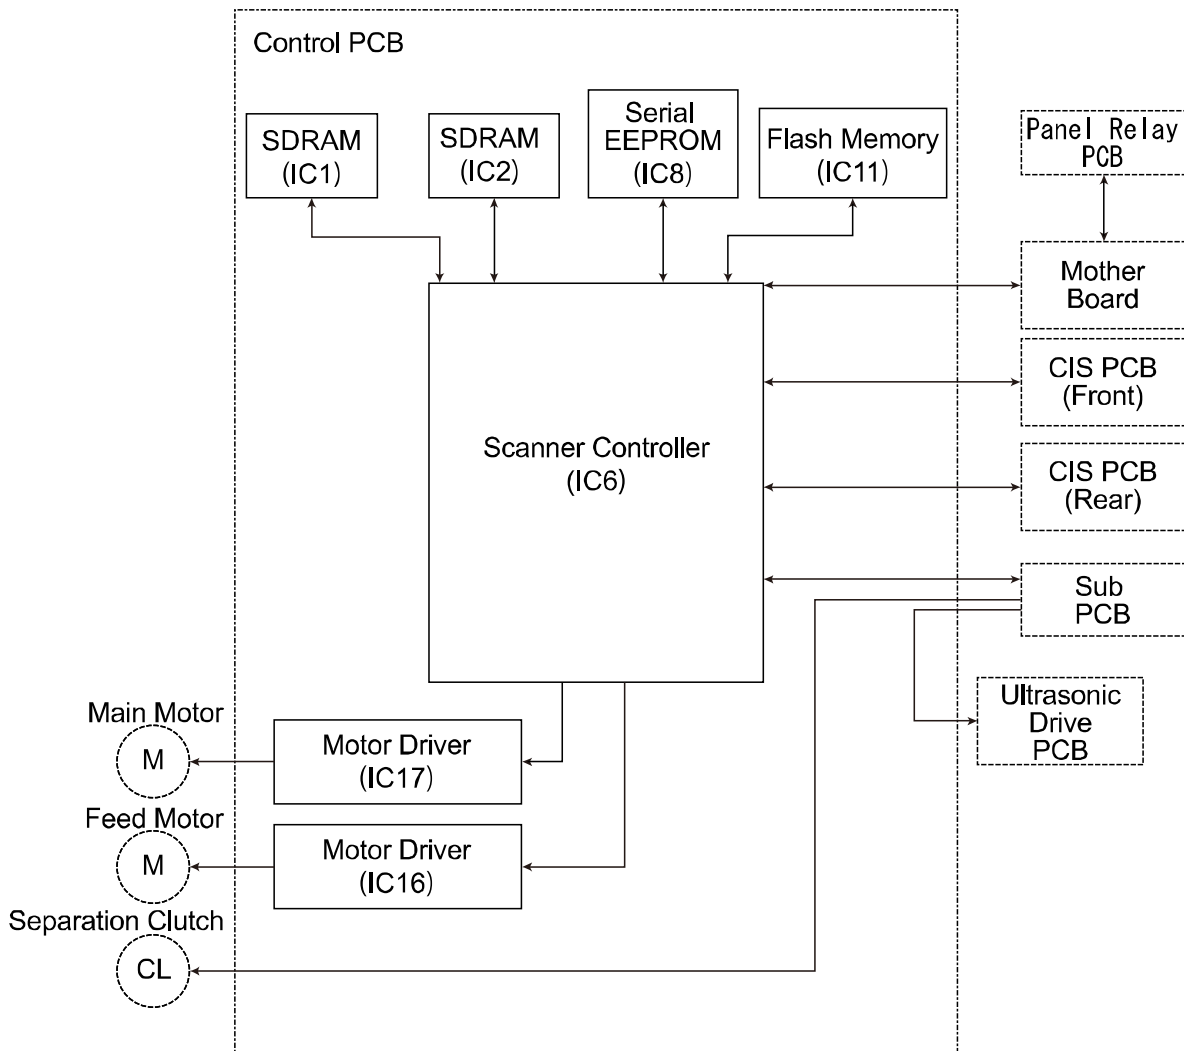 Control PCB
SDRAM
(IC1)
SDRAM
(IC2)
Serial
EEPROM
(IC8)
Flash Memory
(IC11)
Panel Relay
PCB
Mother
Board
CIS PCB
(Front)
Scanner Controller
(IC6)
CIS PCB
(Rear)
Sub
PCB
Ultrasonic
Drive
PCB
Main Motor
M
Motor Driver
(IC17)
Feed Motor
M
Motor Driver
(IC16)
Separation Clutch
CL